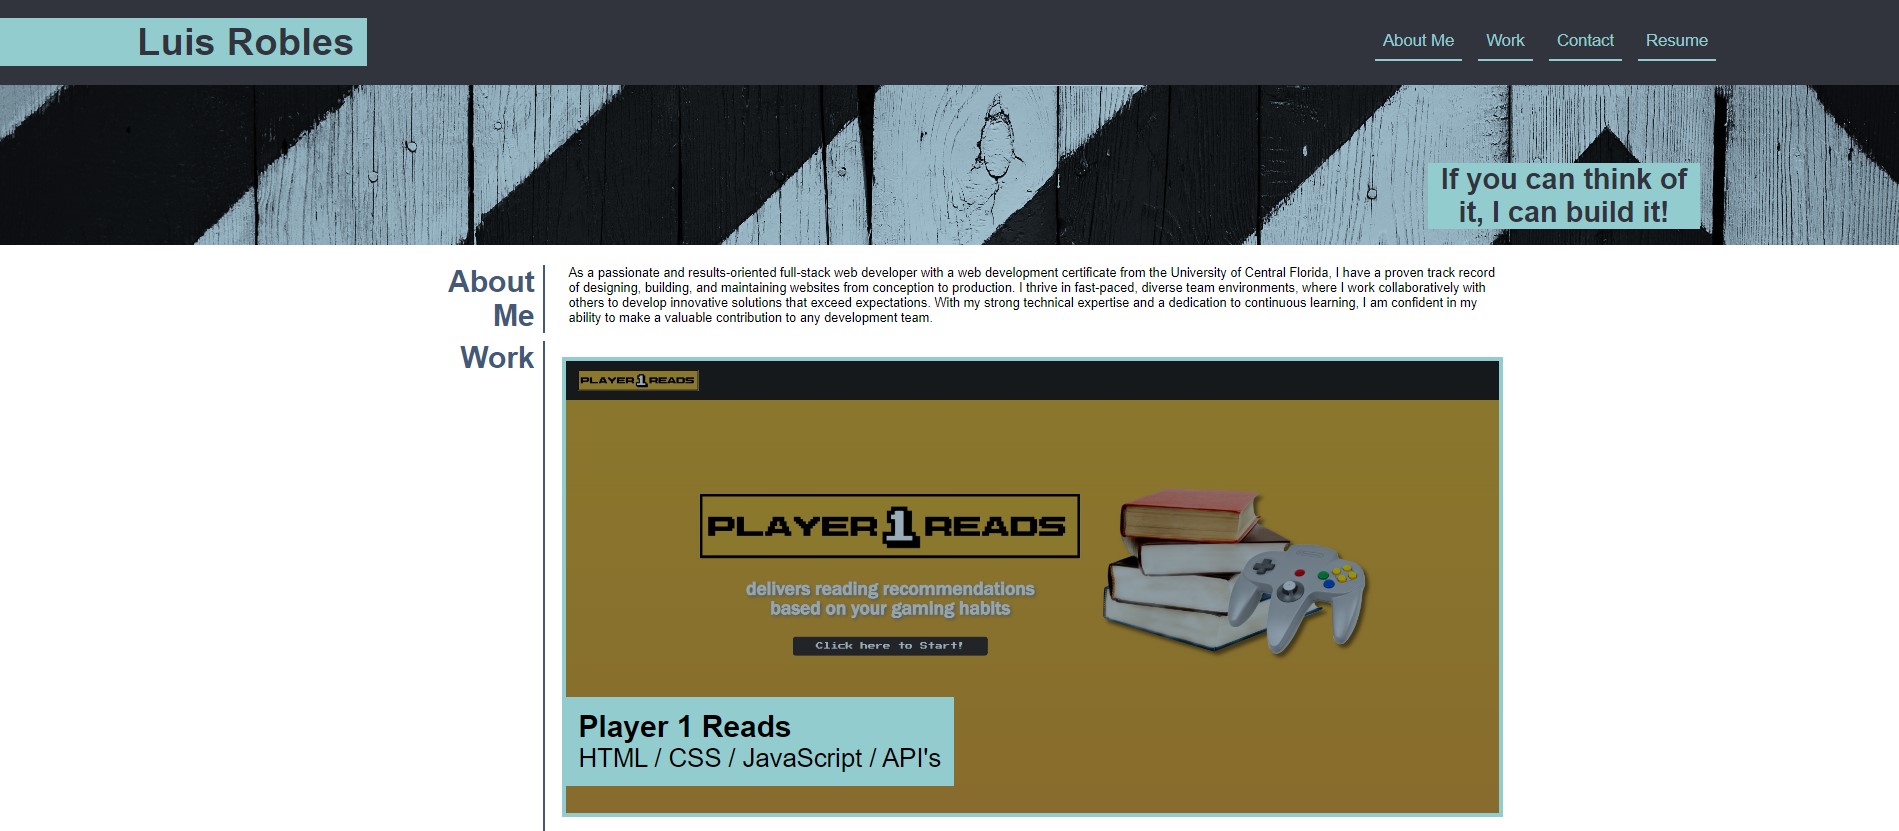 Luis Robles
About Me Work Contact Resume
If you can think of
it, I can build it!
About
Me
As a passionate and results-oriented full-stack web developer with a web development certificate from the University of Central Florida, I have a proven track record
of designing, building, and maintaining websites from conception to production. I thrive in fast-paced, diverse team environments, where I work collaboratively with
others to develop innovative solutions that exceed expectations. With my strong technical expertise and a dedication to continuous learning, I am confident in my
ability to make a valuable contribution to any development team.
Work
PLAYER 1 READS
PLAYER 1 READS
delivers reading recommendations
based on your gaming habits
Click here to Start!
Player 1 Reads
HTML / CSS / JavaScript / API's